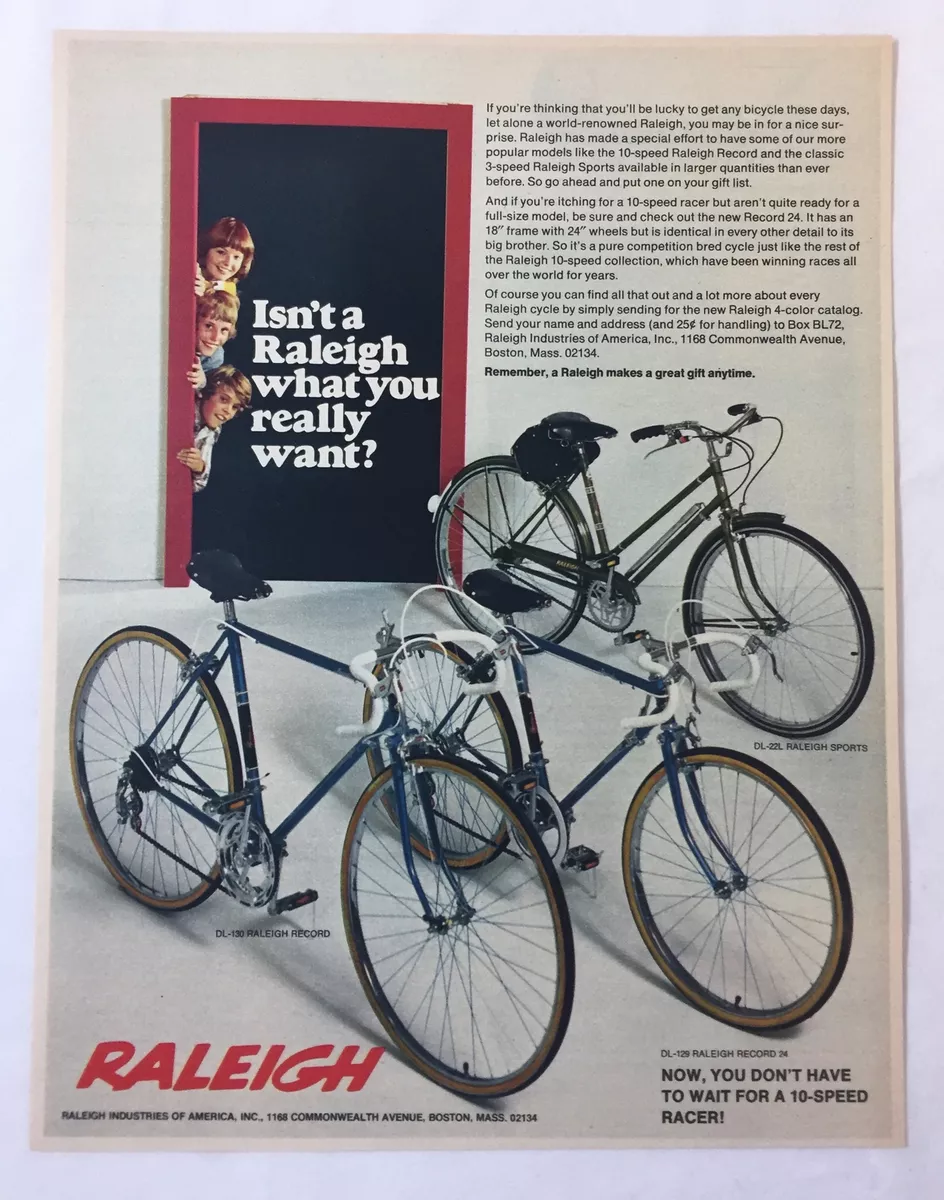 If you're thinking that you'll be lucky to get any bicycle these days,
let alone a world-renowned Raleigh, you may be in for a nice sur-
prise. Raleigh has made a special effort to have some of our more
popular models like the 10-speed Raleigh Record and the classic
3-speed Raleigh Sports available in larger quantities than ever
before. So go ahead and put one on your gift list.
And if you're itching for a 10-speed racer but aren't quite ready for a
full-size model, be sure and check out the new Record 24. It has an
18″ frame with 24″ wheels but is identical in every other detail to its
big brother. So it's a pure competition bred cycle just like the rest of
the Raleigh 10-speed collection, which have been winning races all
over the world for years.
Of course you can find all that out and a lot more about every
Raleigh cycle by simply sending for the new Raleigh 4-color catalog.
Send your name and address (and 25¢ for handling) to Box BL72,
Raleigh Industries of America, Inc., 1168 Commonwealth Avenue,
Boston, Mass. 02134.
Remember, a Raleigh makes a great gift anytime.
Isn't a
Raleigh
what you
really
want?
RALEIGH
DL-22L RALEIGH SPORTS
DL-130 RALEIGH RECORD
DL-129 RALEIGH RECORD 24
NOW, YOU DON'T HAVE
TO WAIT FOR A 10-SPEED
RACER!
RALEIGH
RALEIGH INDUSTRIES OF AMERICA, INC., 1168 COMMONWEALTH AVENUE, BOSTON, MASS. 02134